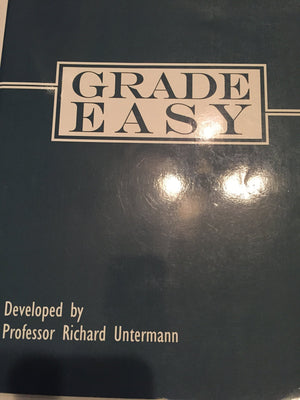 GRADE
EASY
Developed by
Professor Richard Untermann